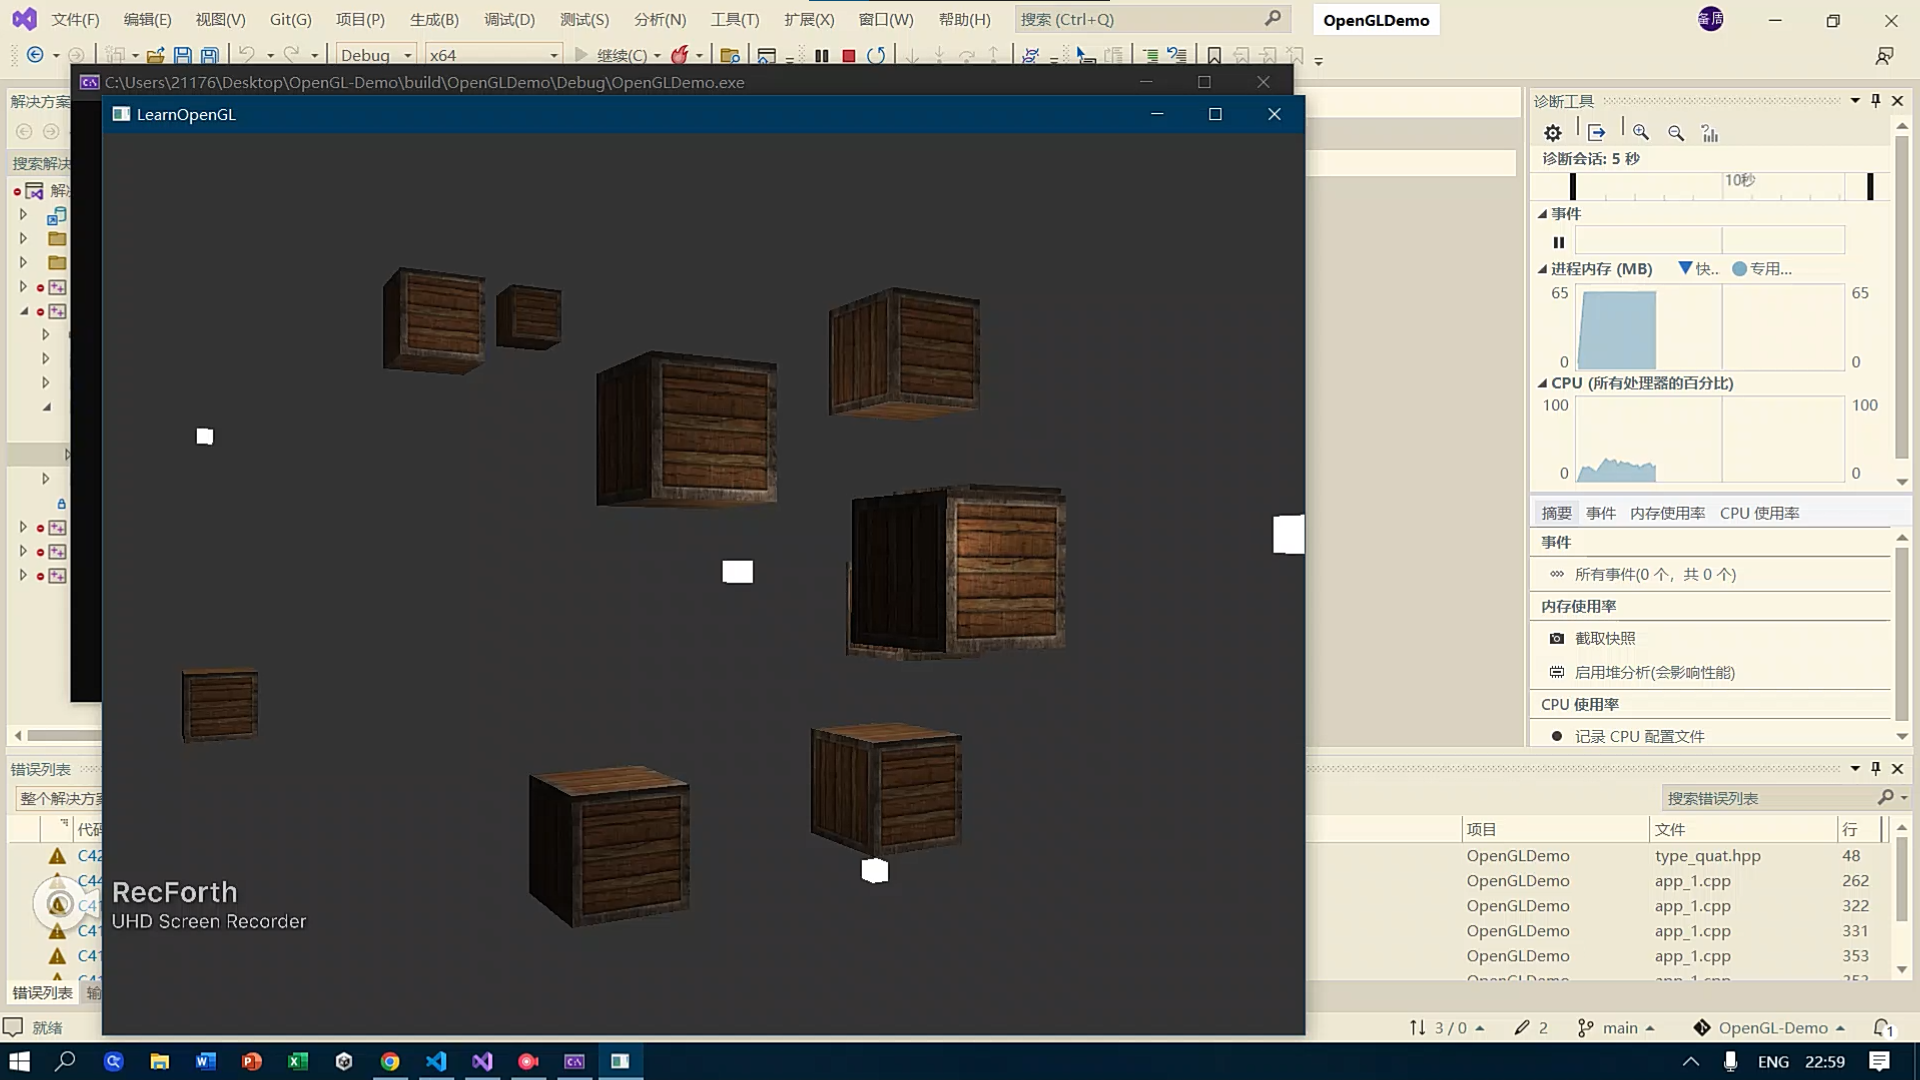 文件(F) 编辑(E) 视图(V) Git(G) 项目(P) 生成(B) 调试(D) 测试(S) 分析(N) 工具(T) 扩展(X) 窗口(W) 帮助(H) 搜索 (Ctrl+Q) OpenGLDemo
Debug x64 继续(C)
C:\Users\21176\Desktop\OpenGL-Demo\build\OpenGLDemo\Debug\OpenGLDemo.exe
解决方案
LearnOpenGL
搜索解决
诊断工具
诊断会话: 5 秒
10秒
事件
进程内存 (MB) 快... 专用...
65 65
0 0
CPU (所有处理器的百分比)
100 100
0 0
摘要 事件 内存使用率 CPU 使用率
事件
所有事件(0 个，共 0 个)
内存使用率
截取快照
启用堆分析(会影响性能)
CPU 使用率
记录 CPU 配置文件
错误列表
整个解决方案
搜索错误列表
代码 项目 文件 行
C42 OpenGLDemo type_quat.hpp 48
C44 OpenGLDemo app_1.cpp 262
C41 OpenGLDemo app_1.cpp 322
C41 OpenGLDemo app_1.cpp 331
C41 OpenGLDemo app_1.cpp 353
RecForth
UHD Screen Recorder
错误列表 输
就绪 3 / 0 2 main OpenGL-Demo 1
ENG 22:59